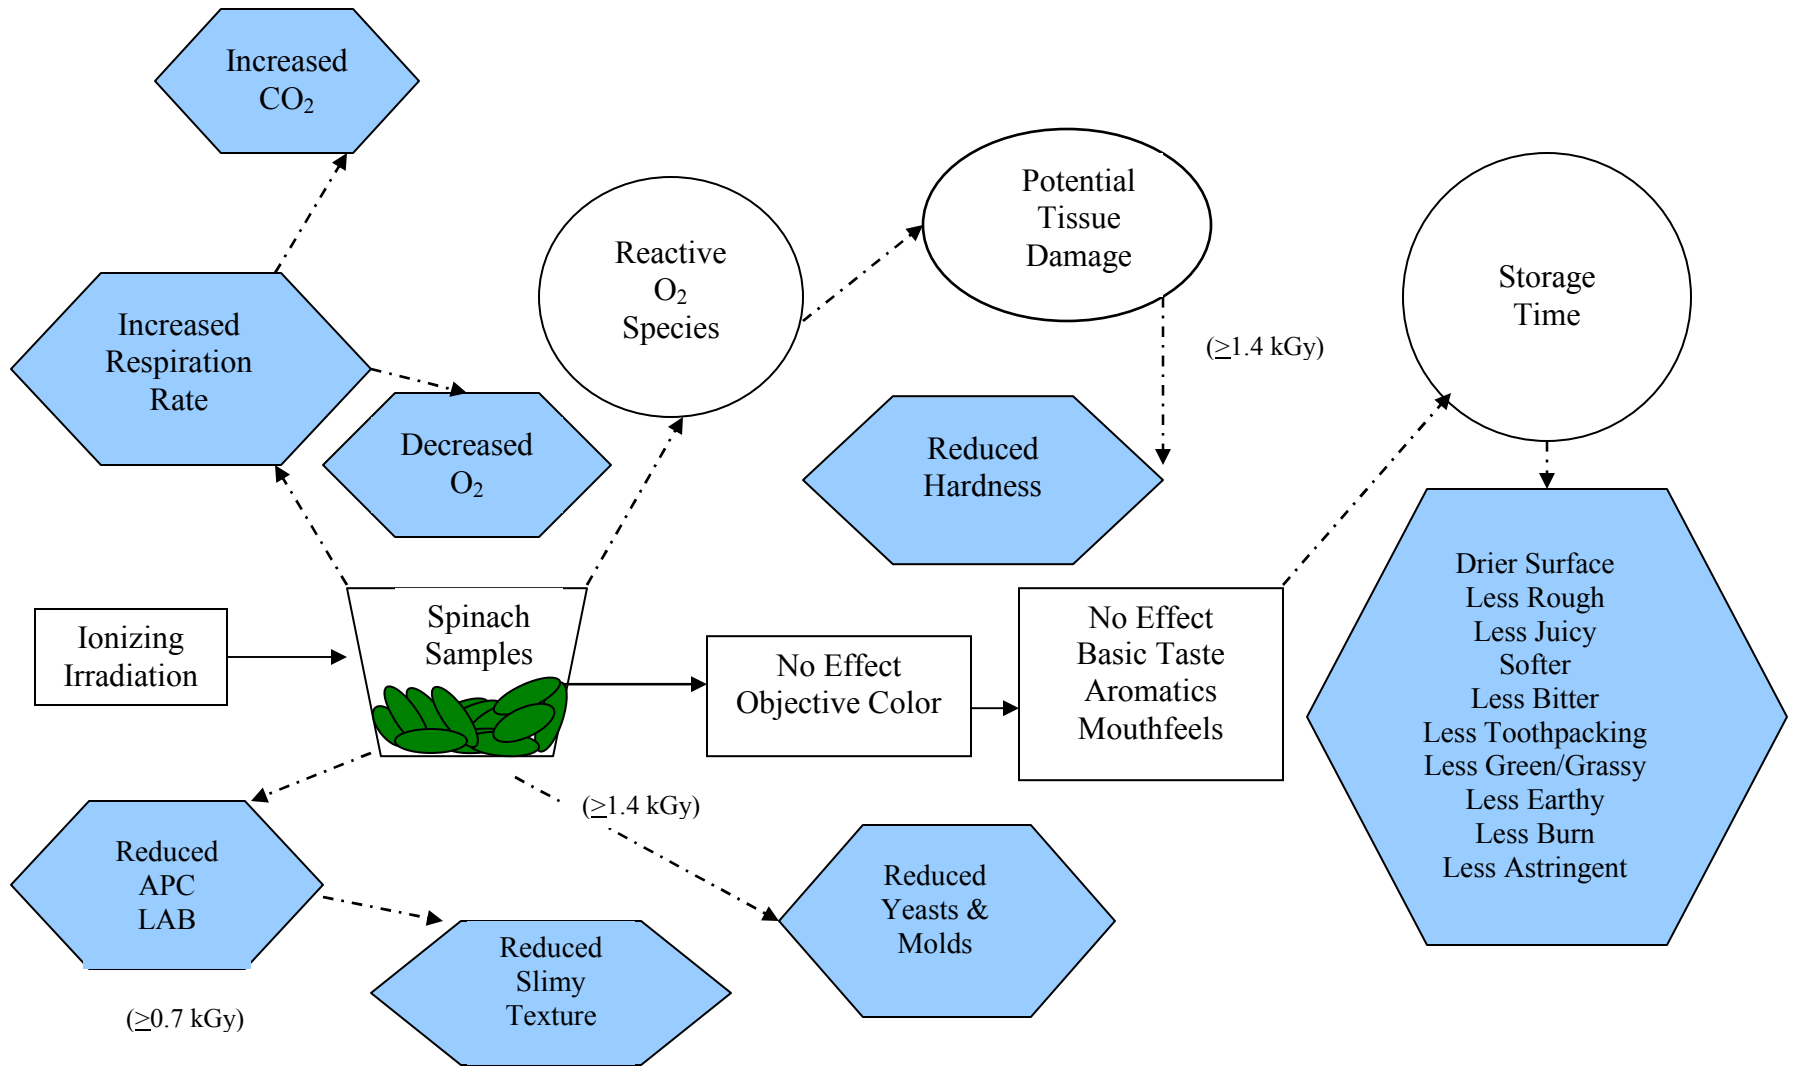 Increased
CO₂
Potential
Tissue
Damage
Reactive
O₂
Species
Storage
Time
Increased
Respiration
Rate
(≥1.4 kGy)
Decreased
O₂
Reduced
Hardness
Drier Surface
Less Rough
Less Juicy
Softer
Less Bitter
Less Toothpacking
Less Green/Grassy
Less Earthy
Less Burn
Less Astringent
Ionizing
Irradiation
Spinach
Samples
No Effect
Objective Color
No Effect
Basic Taste
Aromatics
Mouthfeels
(≥1.4 kGy)
Reduced
APC
LAB
Reduced
Yeasts &
Molds
Reduced
Slimy
Texture
(≥0.7 kGy)